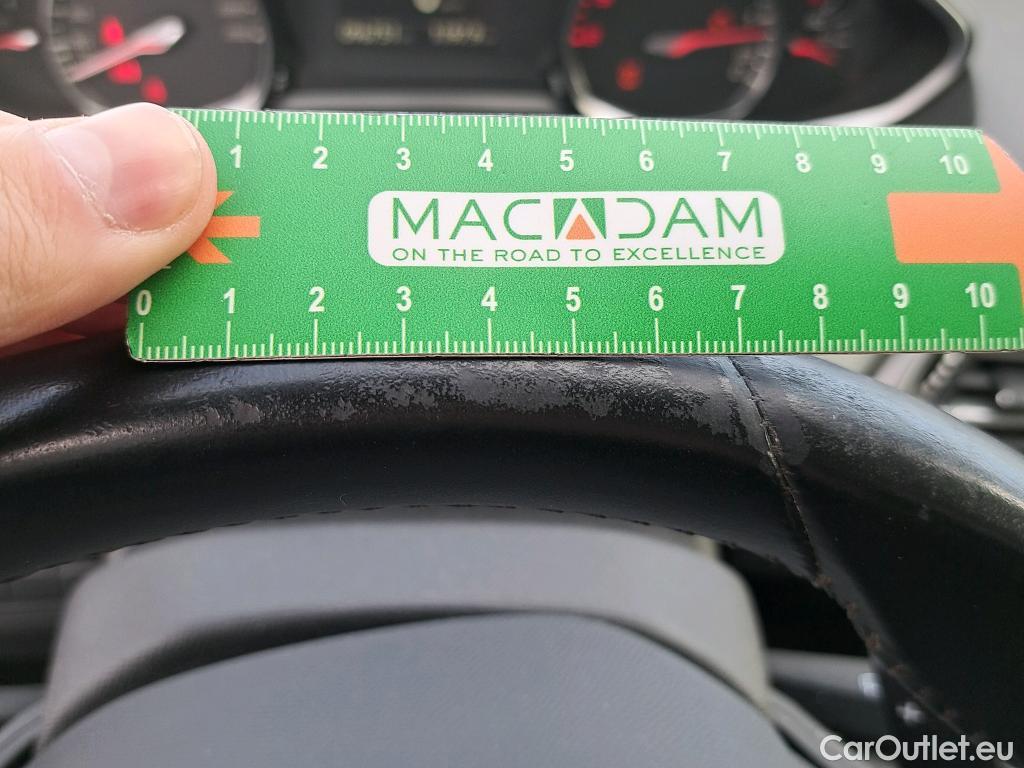 1 2 3 4 5 6 7 8 9 10
MACADAM
ON THE ROAD TO EXCELLENCE
0 1 2 3 4 5 6 7 8 9 10
CarOutlet.eu